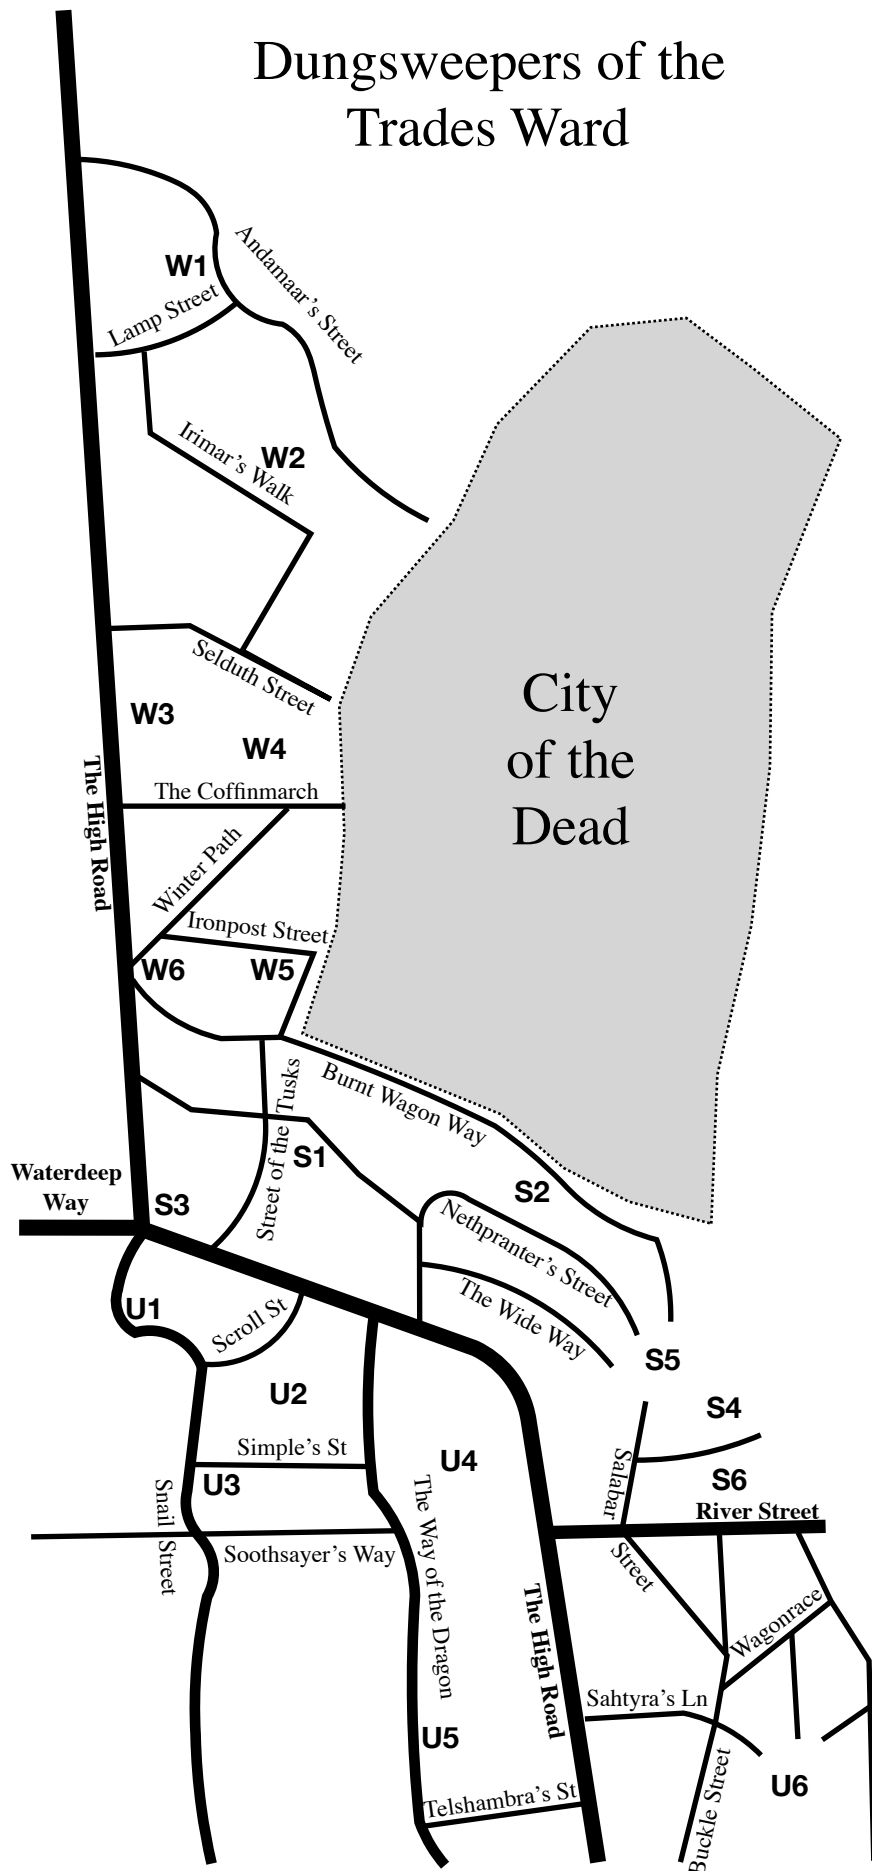 Dungsweepers of the
Trades Ward
Andamaar's Street
W1
Lamp Street
Irimar's Walk
W2
Selduth Street
City
of the
Dead
W3
W4
The High Road
The Coffinmarch
Winter Path
Ironpost Street
W6
W5
Burnt Wagon Way
Street of the Tusks
S1
Waterdeep
Way
S3
S2
Nethpranter's Street
The Wide Way
U1
Scroll St
S5
U2
S4
Simple's St
U4
Salabar
S6
U3
River Street
Snail Street
The Way of the Dragon
Soothsayer's Way
Street
The High Road
Wagonrace
Sahtyra's Ln
U5
Buckle Street
U6
Telshambra's St